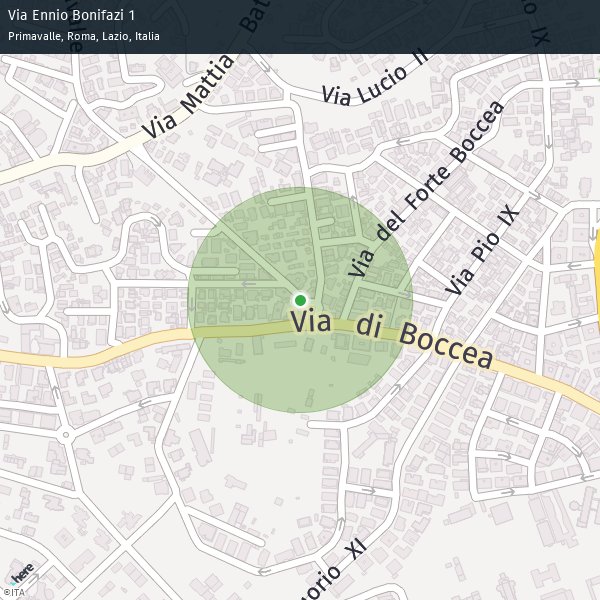 Via Ennio Bonifazi 1
Primavalle, Roma, Lazio, Italia
Via Mattia Bat
Via Lucio II
io IX
Via del Forte Boccea
Via Pio IX
Via di Boccea
gorio XI
here
©ITA